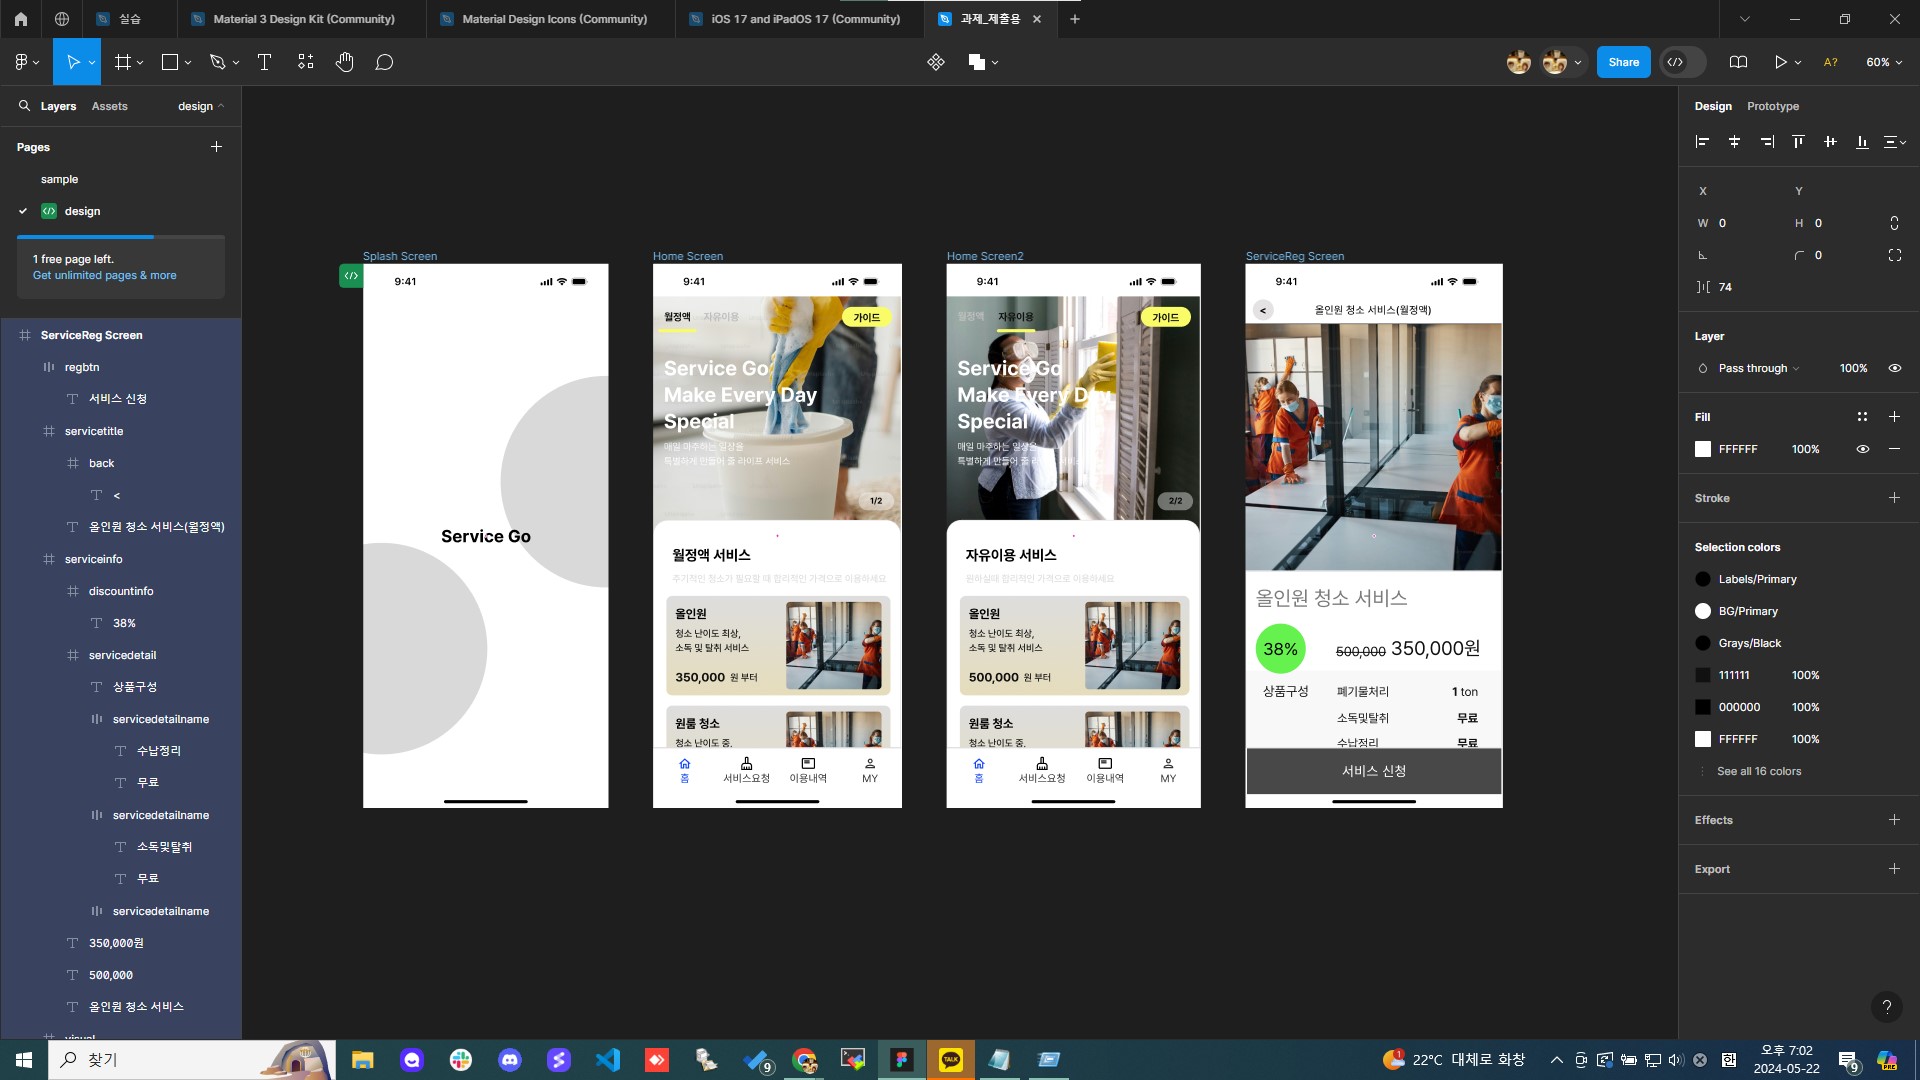 실습
Material 3 Design Kit (Community)
Material Design Icons (Community)
iOS 17 and iPadOS 17 (Community)
과제_제출용
Share
A?
60%
Layers
Assets
design
Pages
sample
design
1 free page left.
Get unlimited pages & more
ServiceReg Screen
regbtn
서비스 신청
servicetitle
back
<
올인원 청소 서비스(월정액)
serviceinfo
discountinfo
38%
servicedetail
상품구성
servicedetailname
수납정리
무료
servicedetailname
소독및탈취
무료
servicedetailname
350,000원
500,000
올인원 청소 서비스
visual
Splash Screen
9:41
Service Go
Home Screen
9:41
월정액 자유이용 가이드
Service Go
Make Every Day
Special
매일 마주하는 일상을
특별하게 만들어 줄 라이프 서비스
1/2
월정액 서비스
주기적인 청소가 필요할 때 합리적인 가격으로 이용하세요
올인원
청소 난이도 최상,
소독 및 탈취 서비스
350,000 원 부터
원룸 청소
청소 난이도 중,
홈 서비스요청 이용내역 MY
Home Screen2
9:41
월정액 자유이용 가이드
Service Go
Make Every Day
Special
매일 마주하는 일상을
특별하게 만들어 줄 라이프 서비스
2/2
자유이용 서비스
원하실때 합리적인 가격으로 이용하세요
올인원
청소 난이도 최상,
소독 및 탈취 서비스
500,000 원 부터
원룸 청소
청소 난이도 중,
홈 서비스요청 이용내역 MY
ServiceReg Screen
9:41
< 올인원 청소 서비스(월정액)
올인원 청소 서비스
38% 500,000 350,000원
상품구성 폐기물처리 1 ton
소독및탈취 무료
수납정리 무료
서비스 신청
Design
Prototype
X Y
W 0 H 0
0
74
Layer
Pass through 100%
Fill
FFFFFF 100%
Stroke
Selection colors
Labels/Primary
BG/Primary
Grays/Black
111111 100%
000000 100%
FFFFFF 100%
See all 16 colors
Effects
Export
?
찾기
TALK
9
1
22°C 대체로 화창
한
오후 7:02
2024-05-22
9
PRE